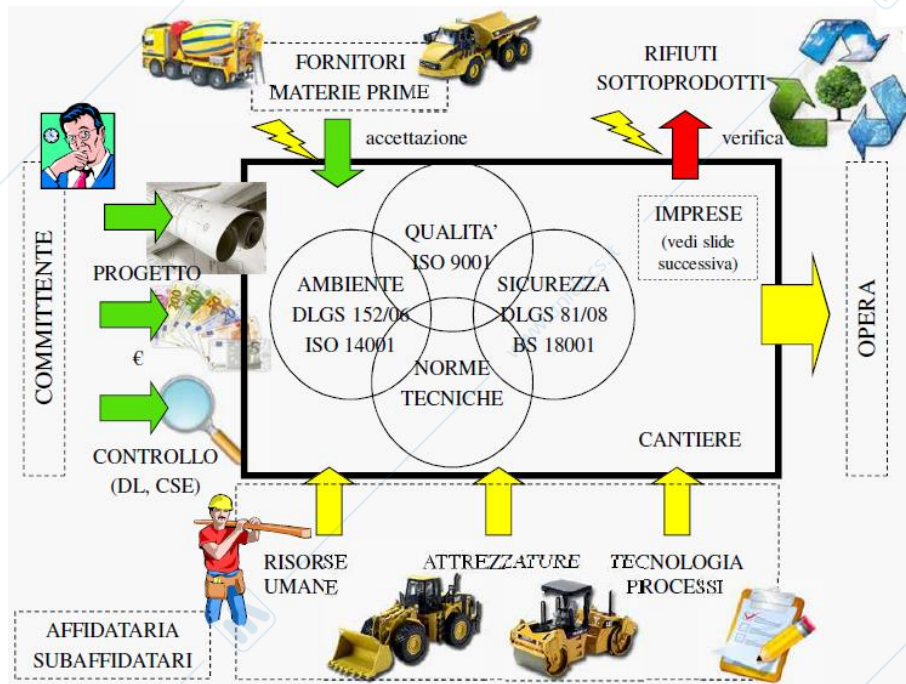 FORNITORI
MATERIE PRIME
RIFIUTI
SOTTOPRODOTTI
accettazione
verifica
COMMITTENTE
PROGETTO
€
CONTROLLO
(DL, CSE)
QUALITA'
ISO 9001
AMBIENTE
DLGS 152/06
ISO 14001
SICUREZZA
DLGS 81/08
BS 18001
NORME
TECNICHE
IMPRESE
(vedi slide
successiva)
CANTIERE
OPERA
RISORSE
UMANE
ATTREZZATURE
TECNOLOGIA
PROCESSI
AFFIDATARIA
SUBAFFIDATARI